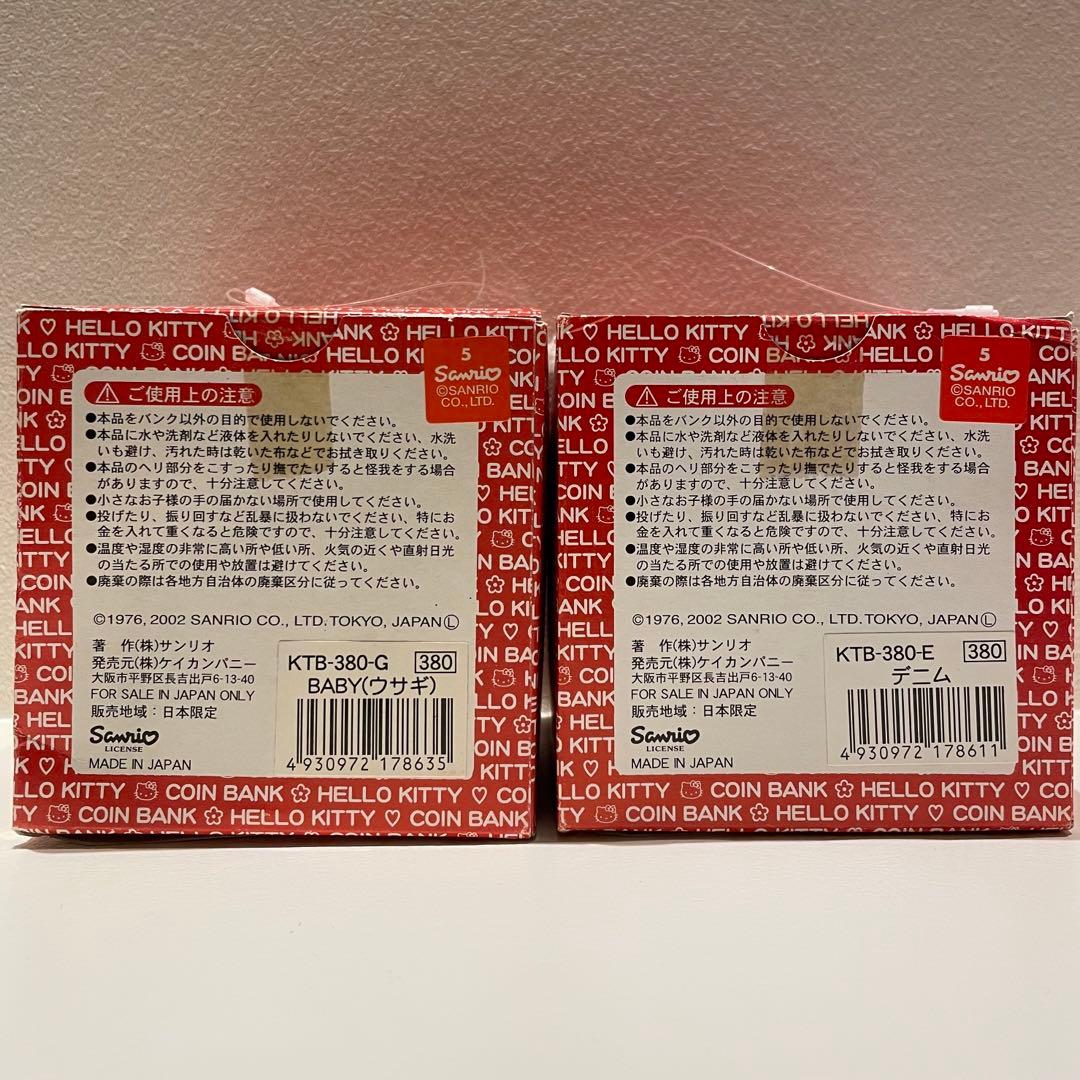 HELLO KITTY
COIN BANK
HELLO KITTY
5
Sanrio
©SANRIO
CO., LTD.
ご使用上の注意
●本品をバンク以外の目的で使用しないでください。
●本品に水や洗剤など液体を入れたりしないでください、水洗
いも避け、汚れた時は乾いた布などでお拭き取りください。
●本品のヘリ部分をこすったり撫でたりすると怪我をする場合
がありますので、十分注意してください。
●小さなお子様の手の届かない場所で使用してください。
●投げたり、振り回すなど乱暴に扱わないでください、特にお
金を入れて重くなると危険ですので、十分注意してください。
●温度や湿度の非常に高い所や低い所、火気の近くや直射日光
の当たる所での使用や放置は避けてください。
●廃棄の際は各地方自治体の廃棄区分に従ってください。
©1976, 2002 SANRIO CO., LTD. TOKYO, JAPAN Ⓛ
著 作(株)サンリオ
発売元(株)ケイカンパニー
大阪市平野区長吉出戸6-13-40
FOR SALE IN JAPAN ONLY
販売地域：日本限定
Sanrio
LICENSE
MADE IN JAPAN
KTB-380-G 380
BABY(ウサギ)
4 930972 178635
COIN BANK HELLO KITTY ♡ CO
HELLO KITTY ♡ COIN BANK
HELLO KITTY
COIN BANK
5
Sanrio
©SANRIO
CO., LTD.
ご使用上の注意
●本品をバンク以外の目的で使用しないでください。
●本品に水や洗剤など液体を入れたりしないでください、水洗
いも避け、汚れた時は乾いた布などでお拭き取りください。
●本品のヘリ部分をこすったり撫でたりすると怪我をする場合
がありますので、十分注意してください。
●小さなお子様の手の届かない場所で使用してください。
●投げたり、振り回すなど乱暴に扱わないでください、特にお
金を入れて重くなると危険ですので、十分注意してください。
●温度や湿度の非常に高い所や低い所、火気の近くや直射日光
の当たる所での使用や放置は避けてください。
●廃棄の際は各地方自治体の廃棄区分に従ってください。
©1976, 2002 SANRIO CO., LTD. TOKYO, JAPAN Ⓛ
著 作(株)サンリオ
発売元(株)ケイカンパニー
大阪市平野区長吉出戸6-13-40
FOR SALE IN JAPAN ONLY
販売地域：日本限定
Sanrio
LICENSE
MADE IN JAPAN
KTB-380-E 380
デニム
4 930972 178611
COIN BANK HELLO KITTY ♡ CO
HELLO KITTY ♡ COIN BANK